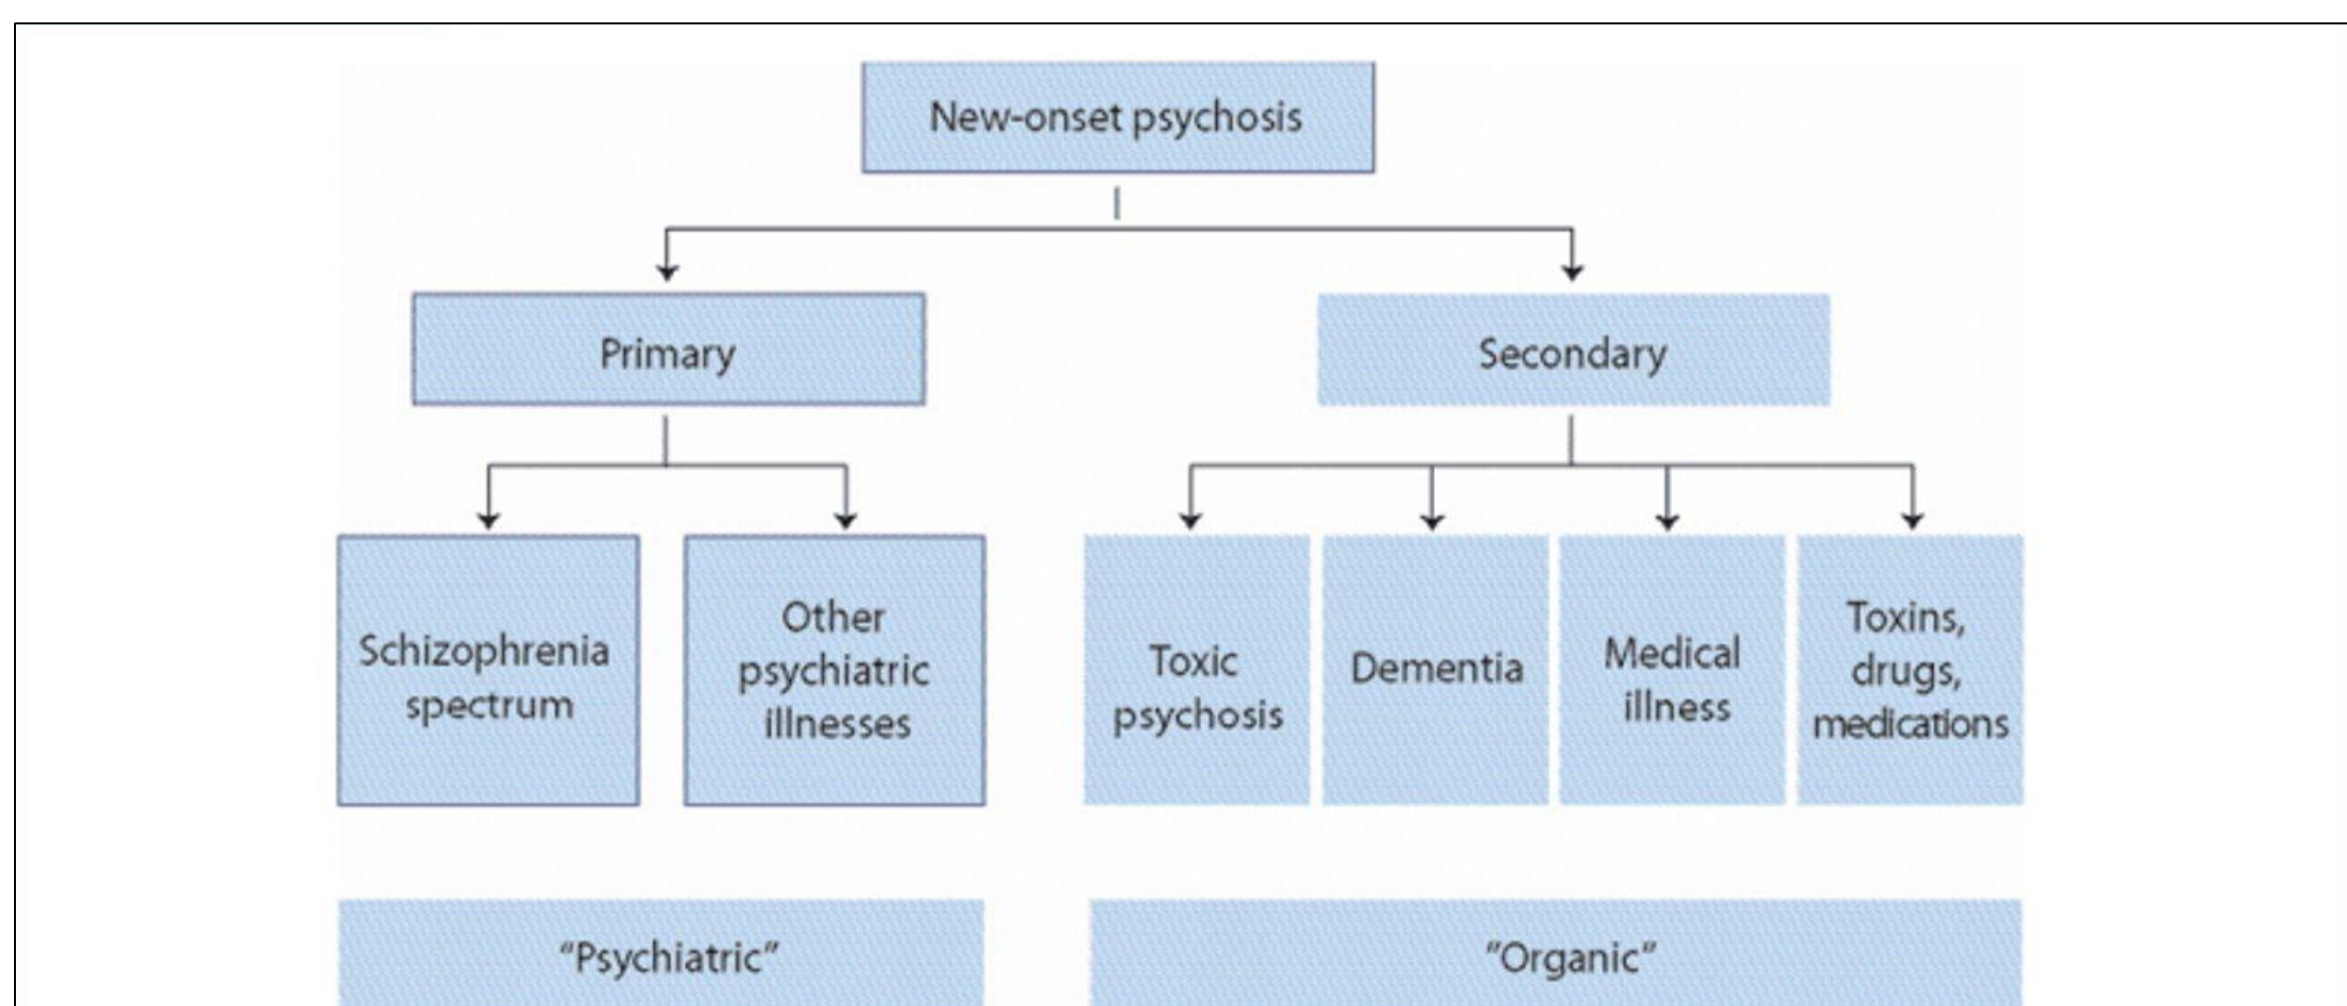 New-onset psychosis
Primary
Secondary
Schizophrenia
spectrum
Other
psychiatric
illnesses
Toxic
psychosis
Dementia
Medical
illness
Toxins,
drugs,
medications
“Psychiatric”
”Organic”